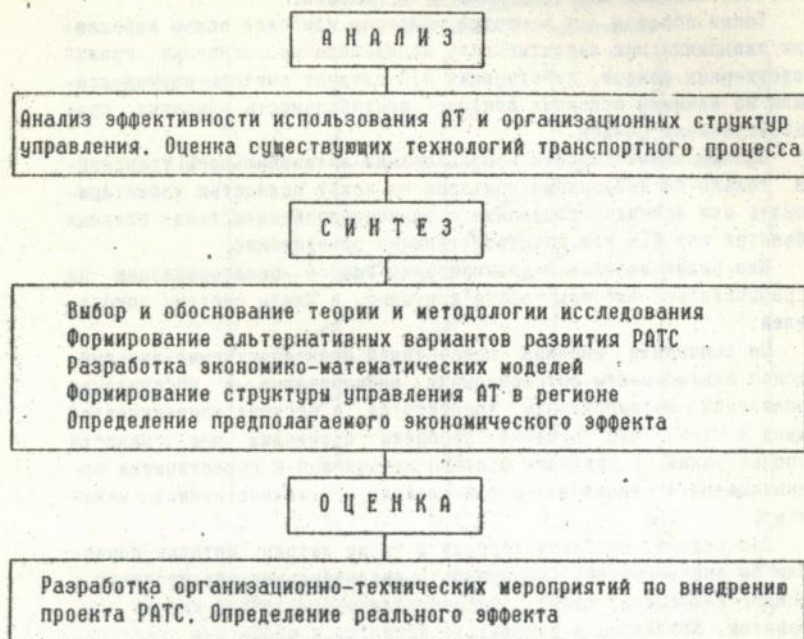 АНАЛИЗ
Анализ эффективности использования АТ и организационных структур
управления. Оценка существующих технологий транспортного процесса
СИНТЕЗ
Выбор и обоснование теории и методологии исследования
Формирование альтернативных вариантов развития РАТС
Разработка экономико-математических моделей
Формирование структуры управления АТ в регионе
Определение предполагаемого экономического эффекта
ОЦЕНКА
Разработка организационно-технических мероприятий по внедрению
проекта РАТС. Определение реального эффекта